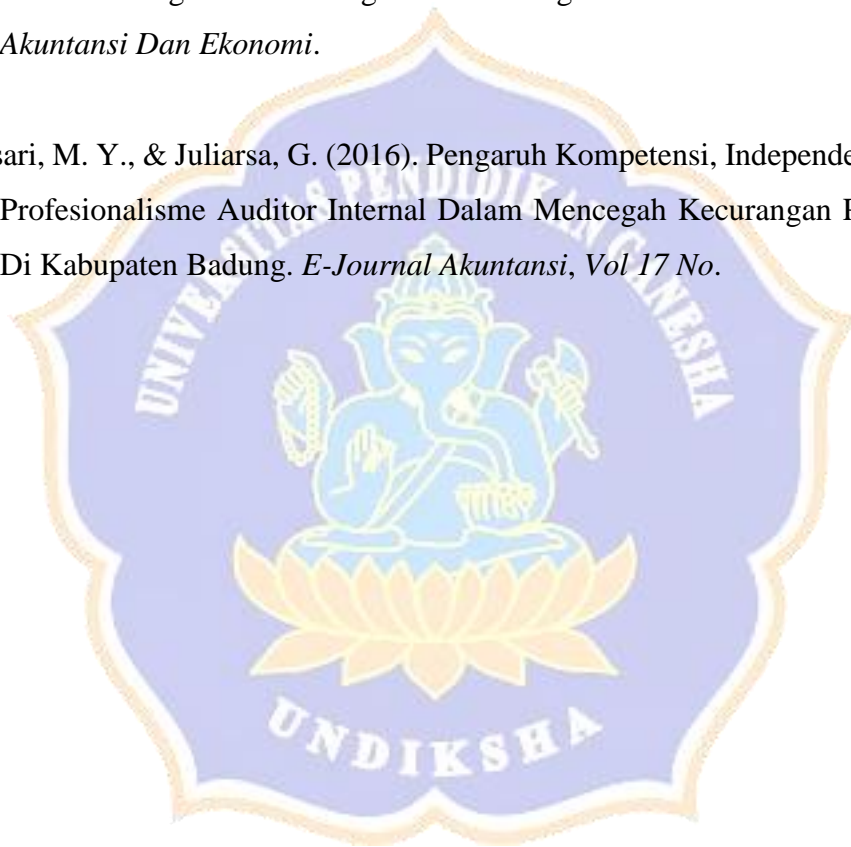 Akuntansi Dan Ekonomi.
sari, M. Y., & Juliarsa, G. (2016). Pengaruh Kompetensi, Independe
Profesionalisme Auditor Internal Dalam Mencegah Kecurangan
Di Kabupaten Badung. E-Journal Akuntansi, Vol 17 No.
UNIVERSITAS PENDIDIKAN GANESHA
UNDIKSHA